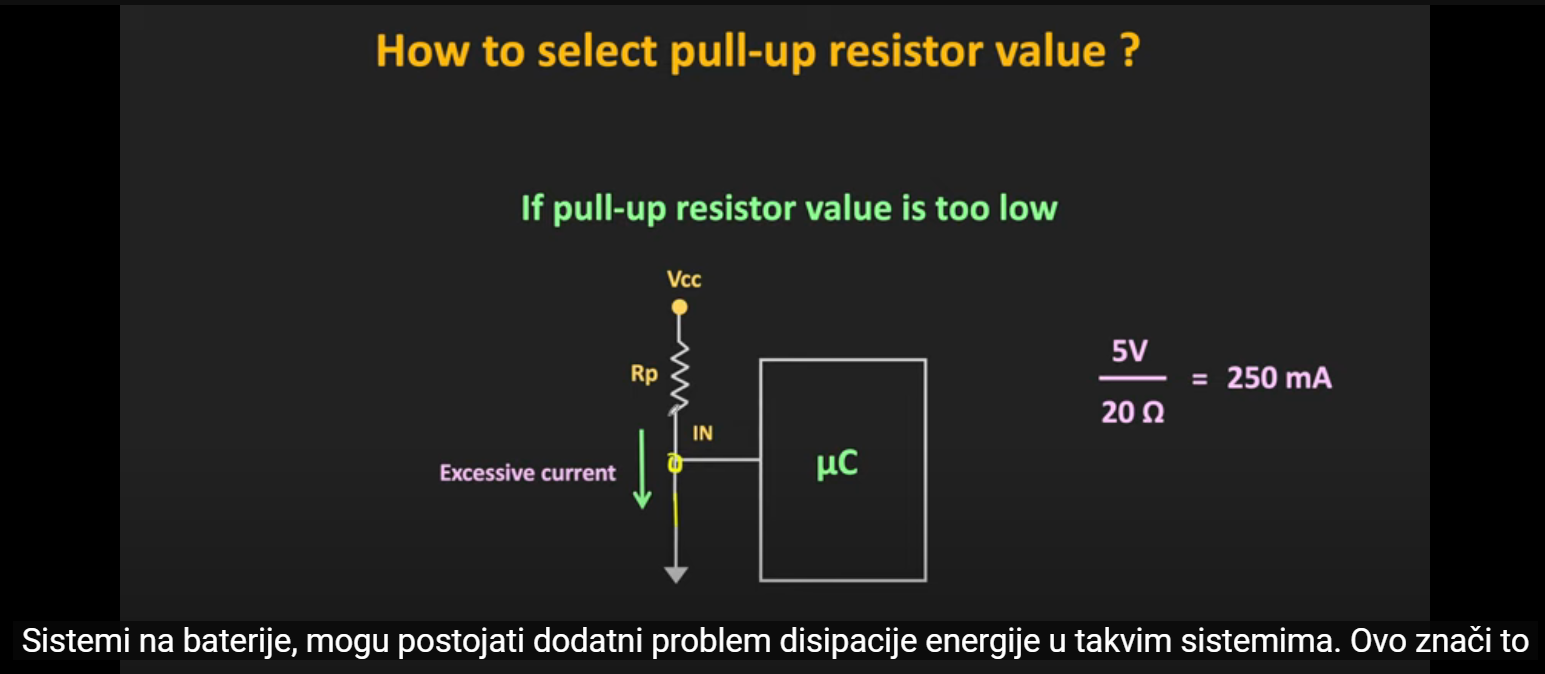 How to select pull-up resistor value ?
If pull-up resistor value is too low
Vcc
Rp
IN
Excessive current
µC
5V
20 Ω
= 250 mA
Sistemi na baterije, mogu postojati dodatni problem disipacije energije u takvim sistemima. Ovo znači to